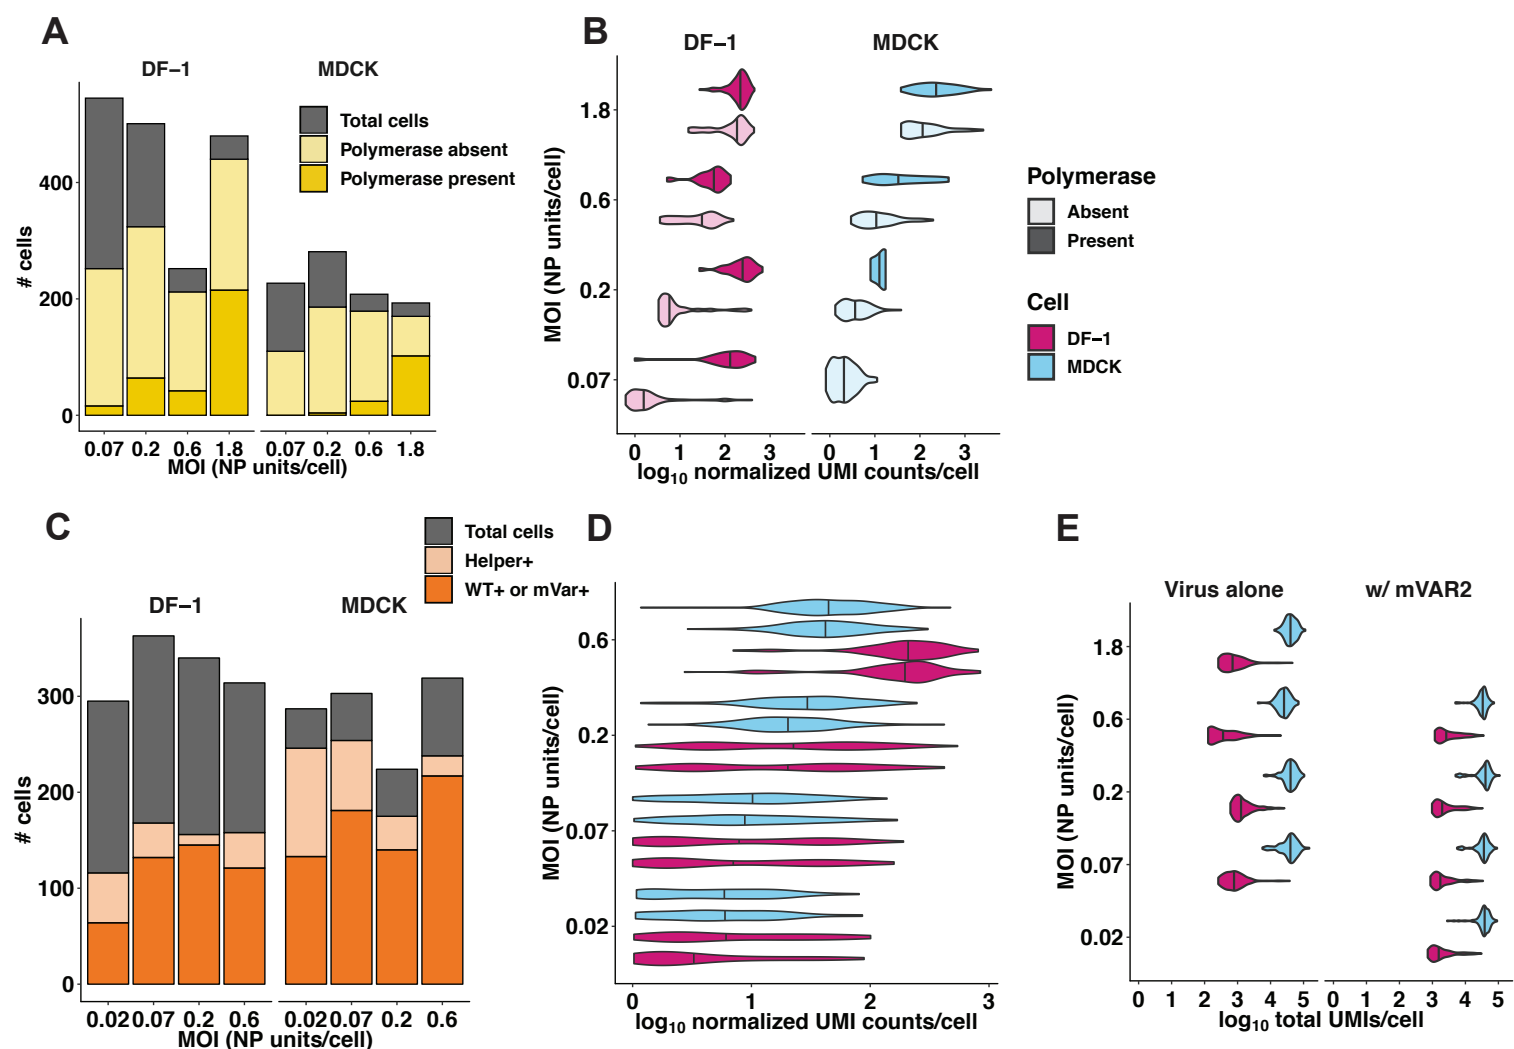 A
DF–1
MDCK
Total cells
Polymerase absent
Polymerase present
# cells
400
200
0
0.07 0.2 0.6 1.8
0.07 0.2 0.6 1.8
MOI (NP units/cell)
B
DF–1
MDCK
MOI (NP units/cell)
1.8
0.6
0.2
0.07
0 1 2 3
0 1 2 3
log10 normalized UMI counts/cell
Polymerase
Absent
Present
Cell
DF–1
MDCK
C
Total cells
Helper+
WT+ or mVar+
DF–1
MDCK
# cells
300
200
100
0
0.02 0.07 0.2 0.6
0.02 0.07 0.2 0.6
MOI (NP units/cell)
D
MOI (NP units/cell)
0.6
0.2
0.07
0.02
0 1 2 3
log10 normalized UMI counts/cell
E
Virus alone
w/ mVAR2
MOI (NP units/cell)
1.8
0.6
0.2
0.07
0.02
0 1 2 3 4 5
0 1 2 3 4 5
log10 total UMIs/cell